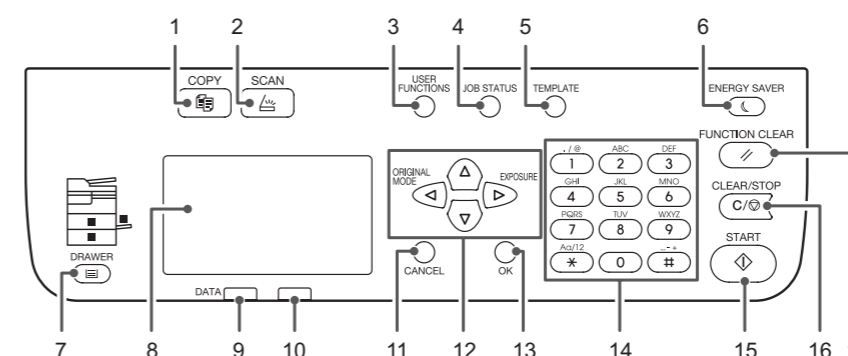 1 2 3 4 5 6
COPY SCAN USER FUNCTIONS JOB STATUS TEMPLATE ENERGY SAVER
FUNCTION CLEAR
ORIGINAL MODE EXPOSURE
. / @ ABC DEF
1 2 3
GHI JKL MNO
4 5 6
PQRS TUV WXYZ
7 8 9
Aa/12 _ - +
* 0 #
CLEAR/STOP
C/
START
DRAWER
CANCEL OK
DATA
7 8 9 10 11 12 13 14 15 16